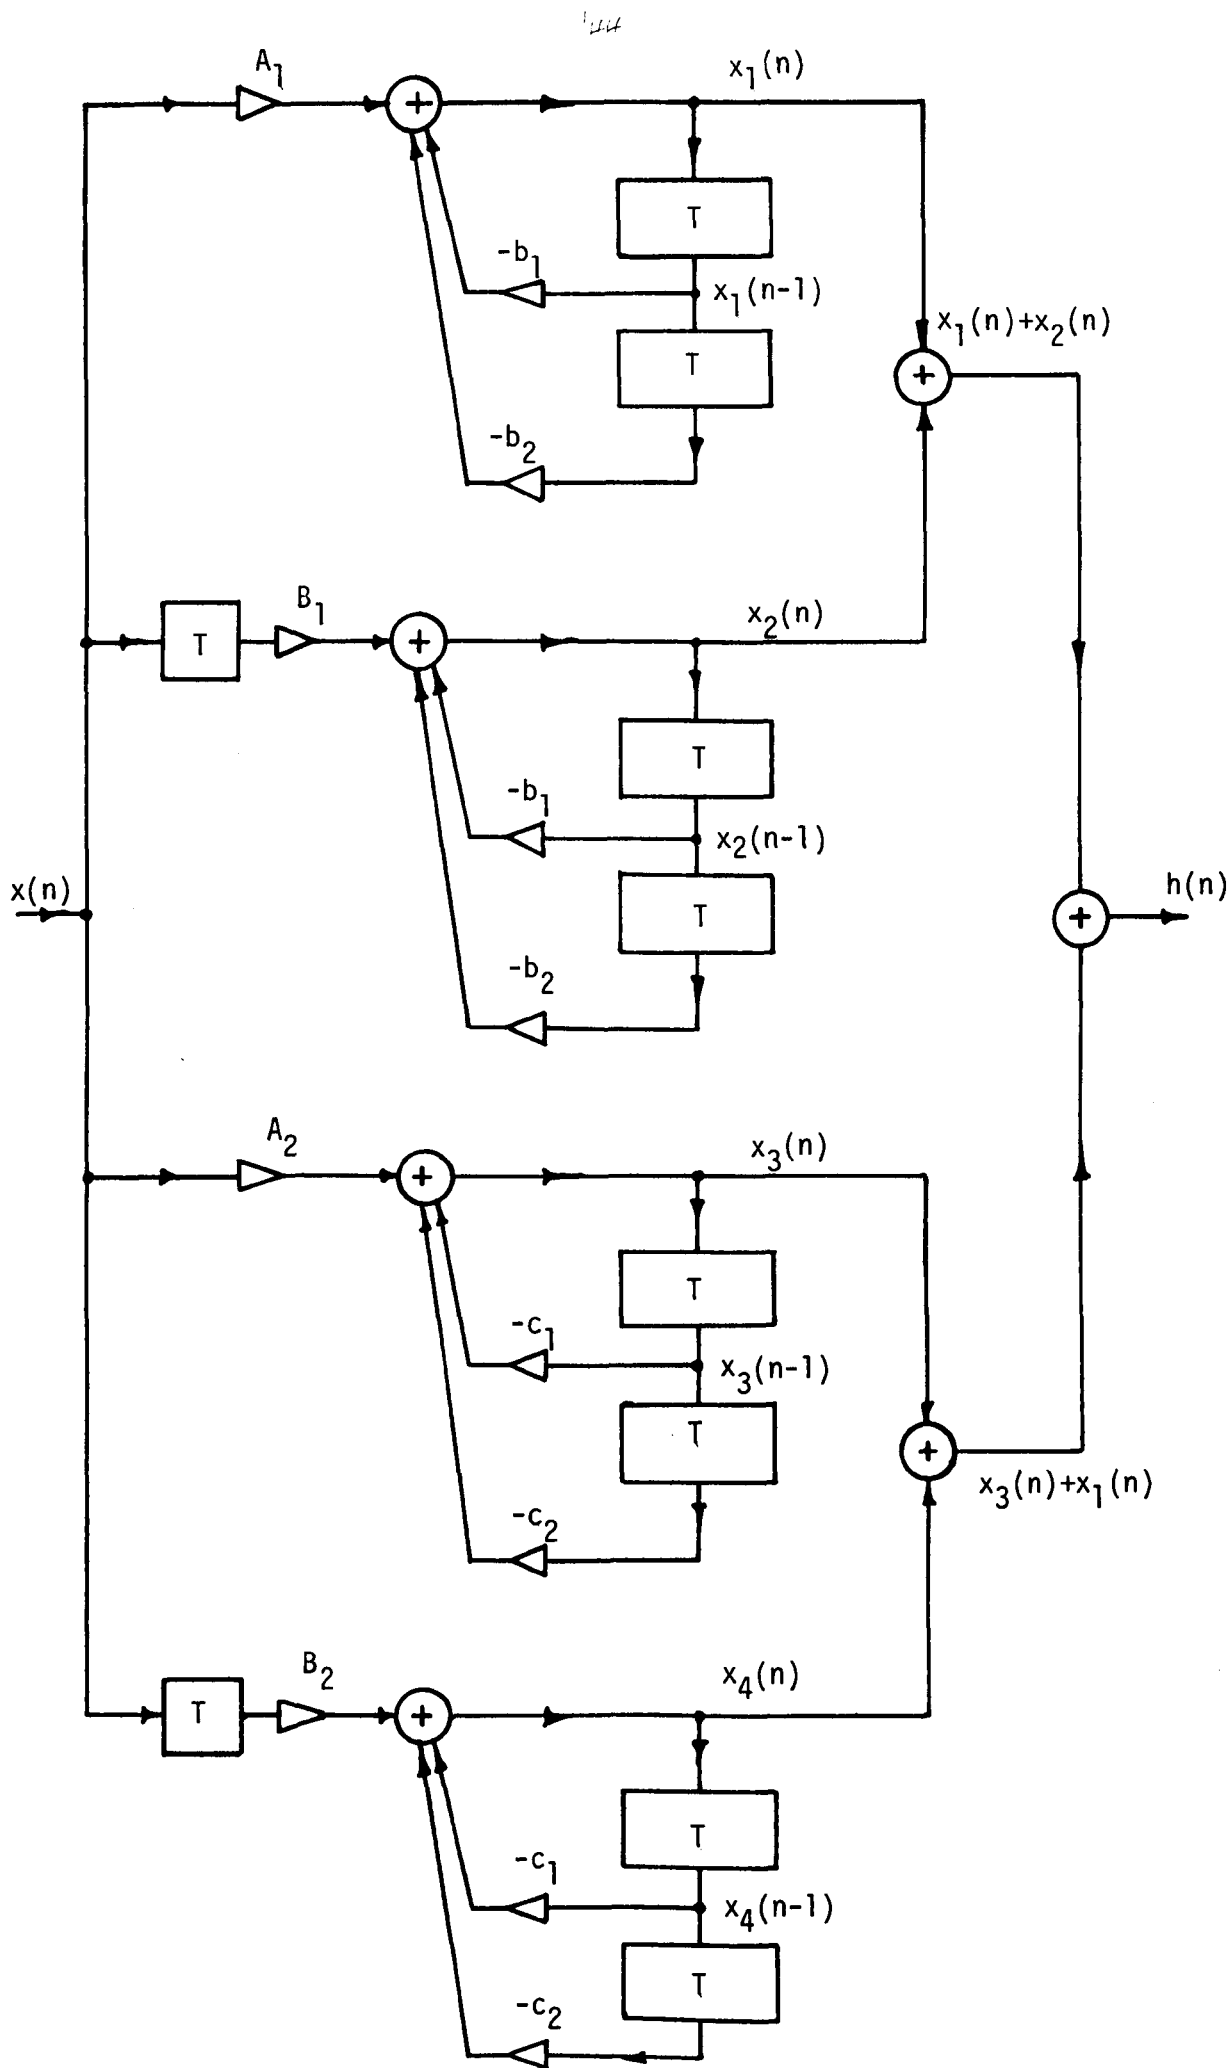 A1
+
x1(n)
T
-b1
x1(n-1)
T
x1(n)+x2(n)
+
-b2
T
B1
+
x2(n)
T
-b1
x2(n-1)
T
-b2
x(n)
+
h(n)
A2
+
x3(n)
T
-c1
x3(n-1)
T
+
x3(n)+x1(n)
-c2
T
B2
+
x4(n)
T
-c1
x4(n-1)
T
-c2